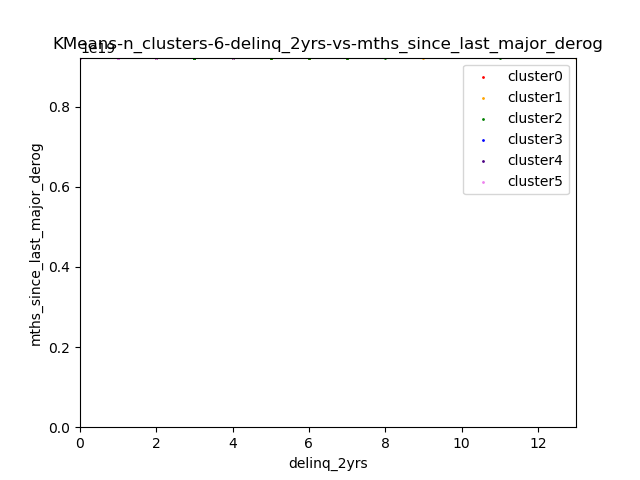 KMeans-n_clusters-6-delinq_2yrs-vs-mths_since_last_major_derog
1e19
cluster0
cluster1
cluster2
cluster3
cluster4
cluster5
0.8
0.6
0.4
0.2
0.0
mths_since_last_major_derog
0 2 4 6 8 10 12
delinq_2yrs